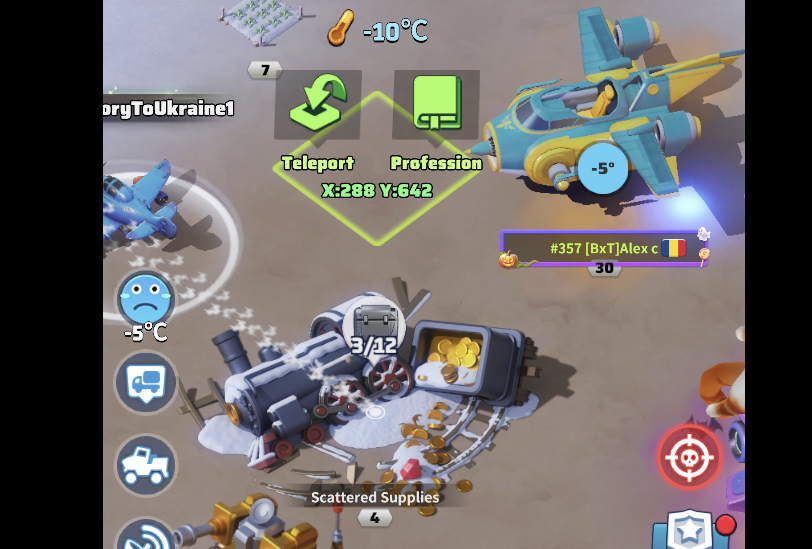 -10°C
7
oryToUkraine1
Teleport
Profession
X:288 Y:642
-5°
#357 [BxT]Alex c
30
-5°C
3/12
Scattered Supplies
4